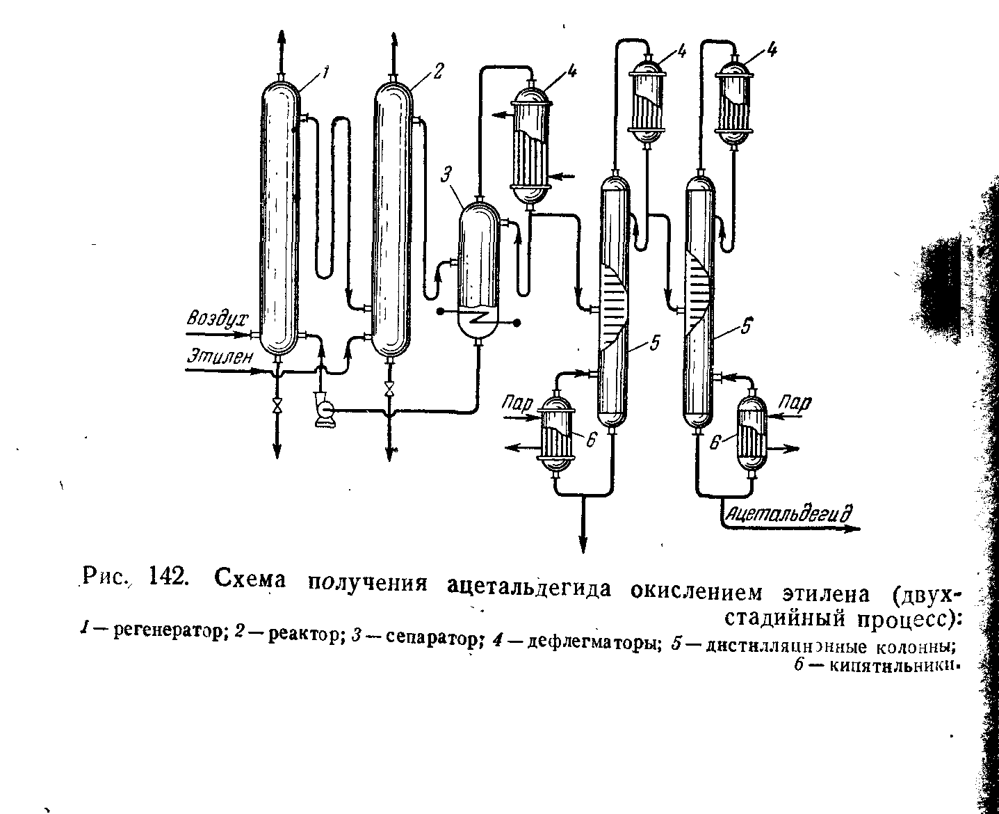 1
2
4
4
4
3
Воздух
Этилен
5
5
Пар
Пар
6
6
Ацетальдегид
Рис. 142. Схема получения ацетальдегида окислением этилена (двух-
стадийный процесс):
1 — регенератор; 2 — реактор; 3 — сепаратор; 4 — дефлегматоры; 5 — дистилляционные колонны;
6 — кипятильники.